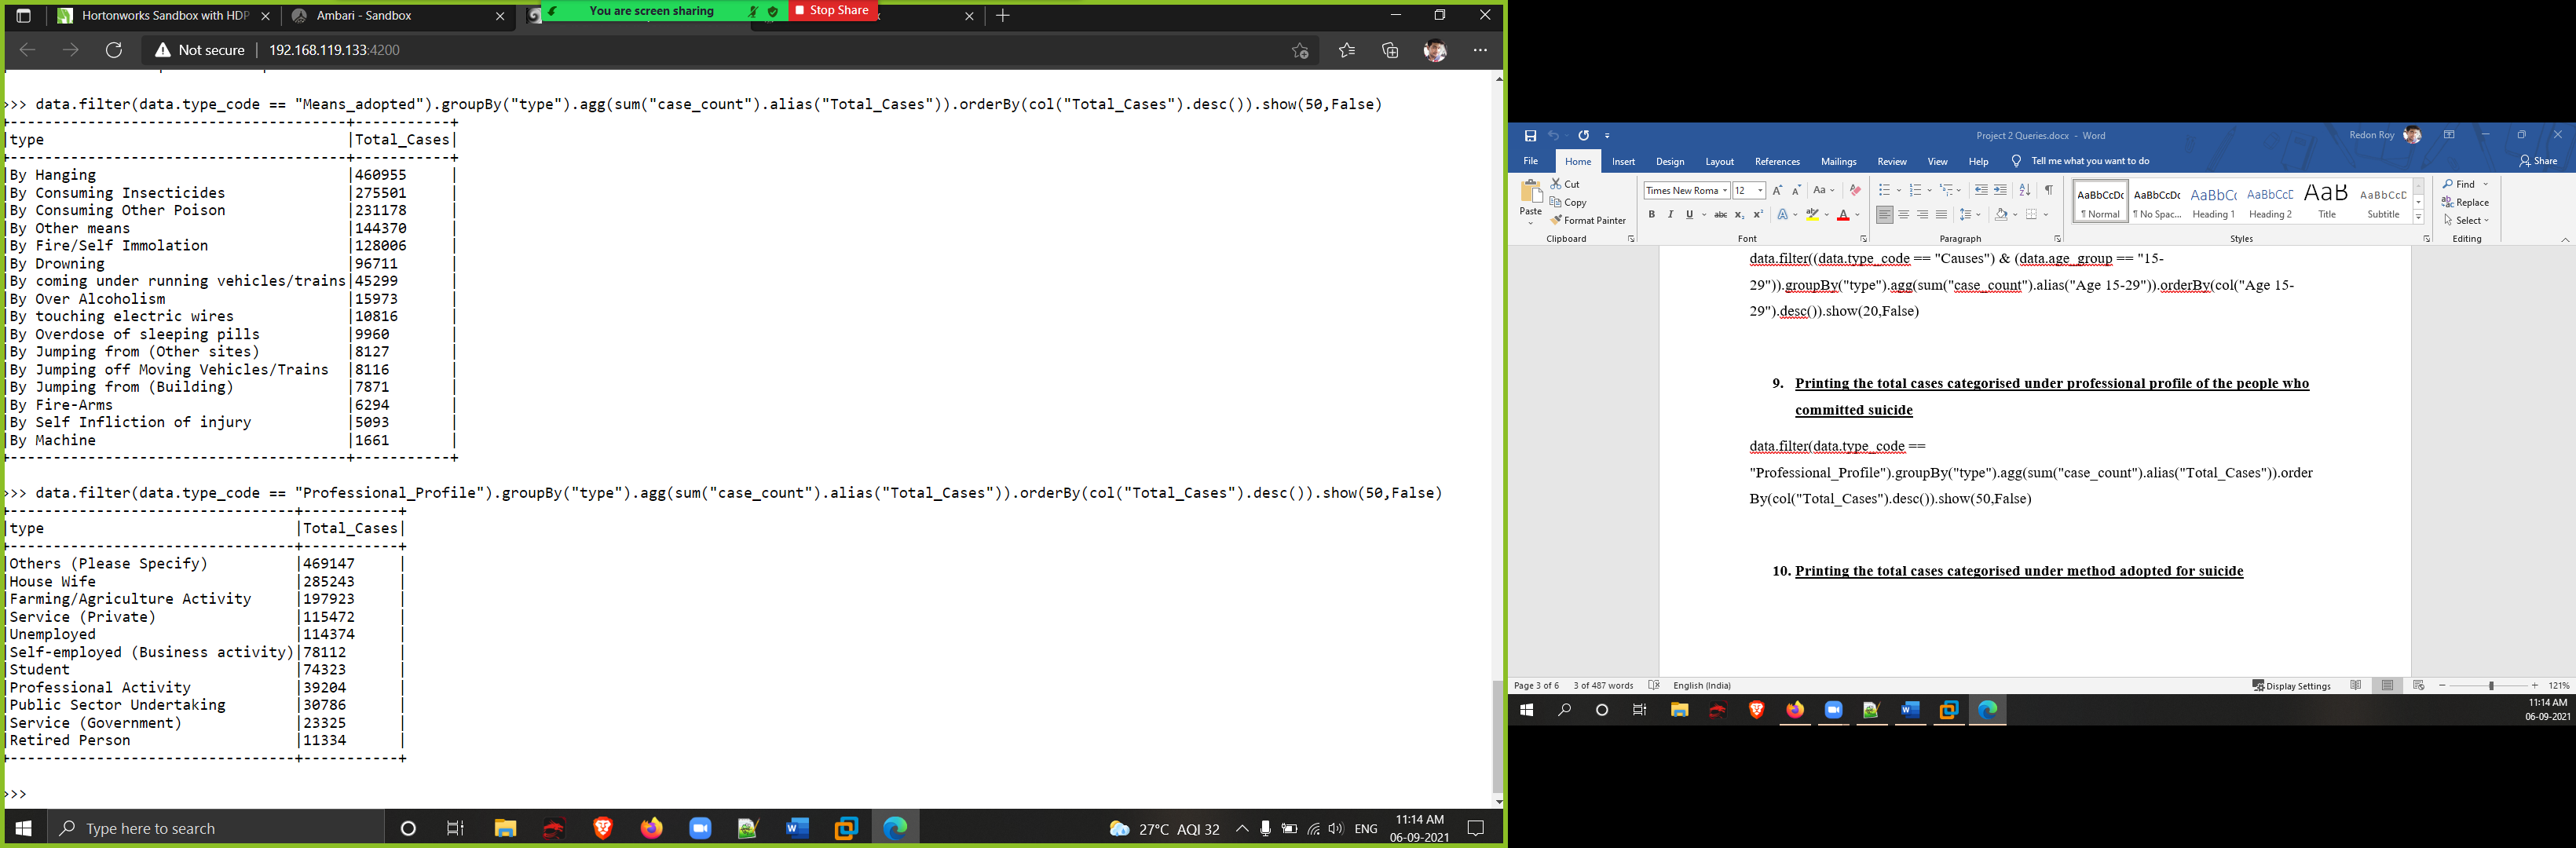 Hortonworks Sandbox with HDP
Ambari - Sandbox
You are screen sharing
Stop Share
Not secure | 192.168.119.133:4200
>>> data.filter(data.type_code == "Means_adopted").groupBy("type").agg(sum("case_count").alias("Total_Cases")).orderBy(col("Total_Cases").desc()).show(50,False)
+---------------------------------------+-----------+
|type                                   |Total_Cases|
+---------------------------------------+-----------+
|By Hanging                             |460955     |
|By Consuming Insecticides              |275501     |
|By Consuming Other Poison              |231178     |
|By Other means                         |144370     |
|By Fire/Self Immolation                |128006     |
|By Drowning                            |96711      |
|By coming under running vehicles/trains|45299      |
|By Over Alcoholism                     |15973      |
|By touching electric wires             |10816      |
|By Overdose of sleeping pills          |9960       |
|By Jumping from (Other sites)          |8127       |
|By Jumping off Moving Vehicles/Trains  |8116       |
|By Jumping from (Building)             |7871       |
|By Fire-Arms                           |6294       |
|By Self Infliction of injury           |5093       |
|By Machine                             |1661       |
+---------------------------------------+-----------+
>>> data.filter(data.type_code == "Professional_Profile").groupBy("type").agg(sum("case_count").alias("Total_Cases")).orderBy(col("Total_Cases").desc()).show(50,False)
+---------------------------------+-----------+
|type                             |Total_Cases|
+---------------------------------+-----------+
|Others (Please Specify)          |469147     |
|House Wife                       |285243     |
|Farming/Agriculture Activity     |197923     |
|Service (Private)                |115472     |
|Unemployed                       |114374     |
|Self-employed (Business activity)|78112      |
|Student                          |74323      |
|Professional Activity            |39204      |
|Public Sector Undertaking        |30786      |
|Service (Government)             |23325      |
|Retired Person                   |11334      |
+---------------------------------+-----------+
>>>
Type here to search
27°C AQI 32
ENG
11:14 AM
06-09-2021
Project 2 Queries.docx - Word
Redon Roy
File Home Insert Design Layout References Mailings Review View Help Tell me what you want to do Share
Paste
Cut
Copy
Format Painter
Clipboard
Times New Roma 12
B I U abc x₂ x²
Font
Paragraph
AaBbCcDc AaBbCcDc AaBbCc AaBbCcE AaB AaBbCcD
¶ Normal ¶ No Spac... Heading 1 Heading 2 Title Subtitle
Styles
Find
Replace
Select
Editing
data.filter((data.type_code == "Causes") & (data.age_group == "15-
29")).groupBy("type").agg(sum("case_count").alias("Age 15-29")).orderBy(col("Age 15-
29").desc()).show(20,False)
9. Printing the total cases categorised under professional profile of the people who
committed suicide
data.filter(data.type_code ==
"Professional_Profile").groupBy("type").agg(sum("case_count").alias("Total_Cases")).order
By(col("Total_Cases").desc()).show(50,False)
10. Printing the total cases categorised under method adopted for suicide
Page 3 of 6 3 of 487 words English (India)
Display Settings
121%
11:14 AM
06-09-2021